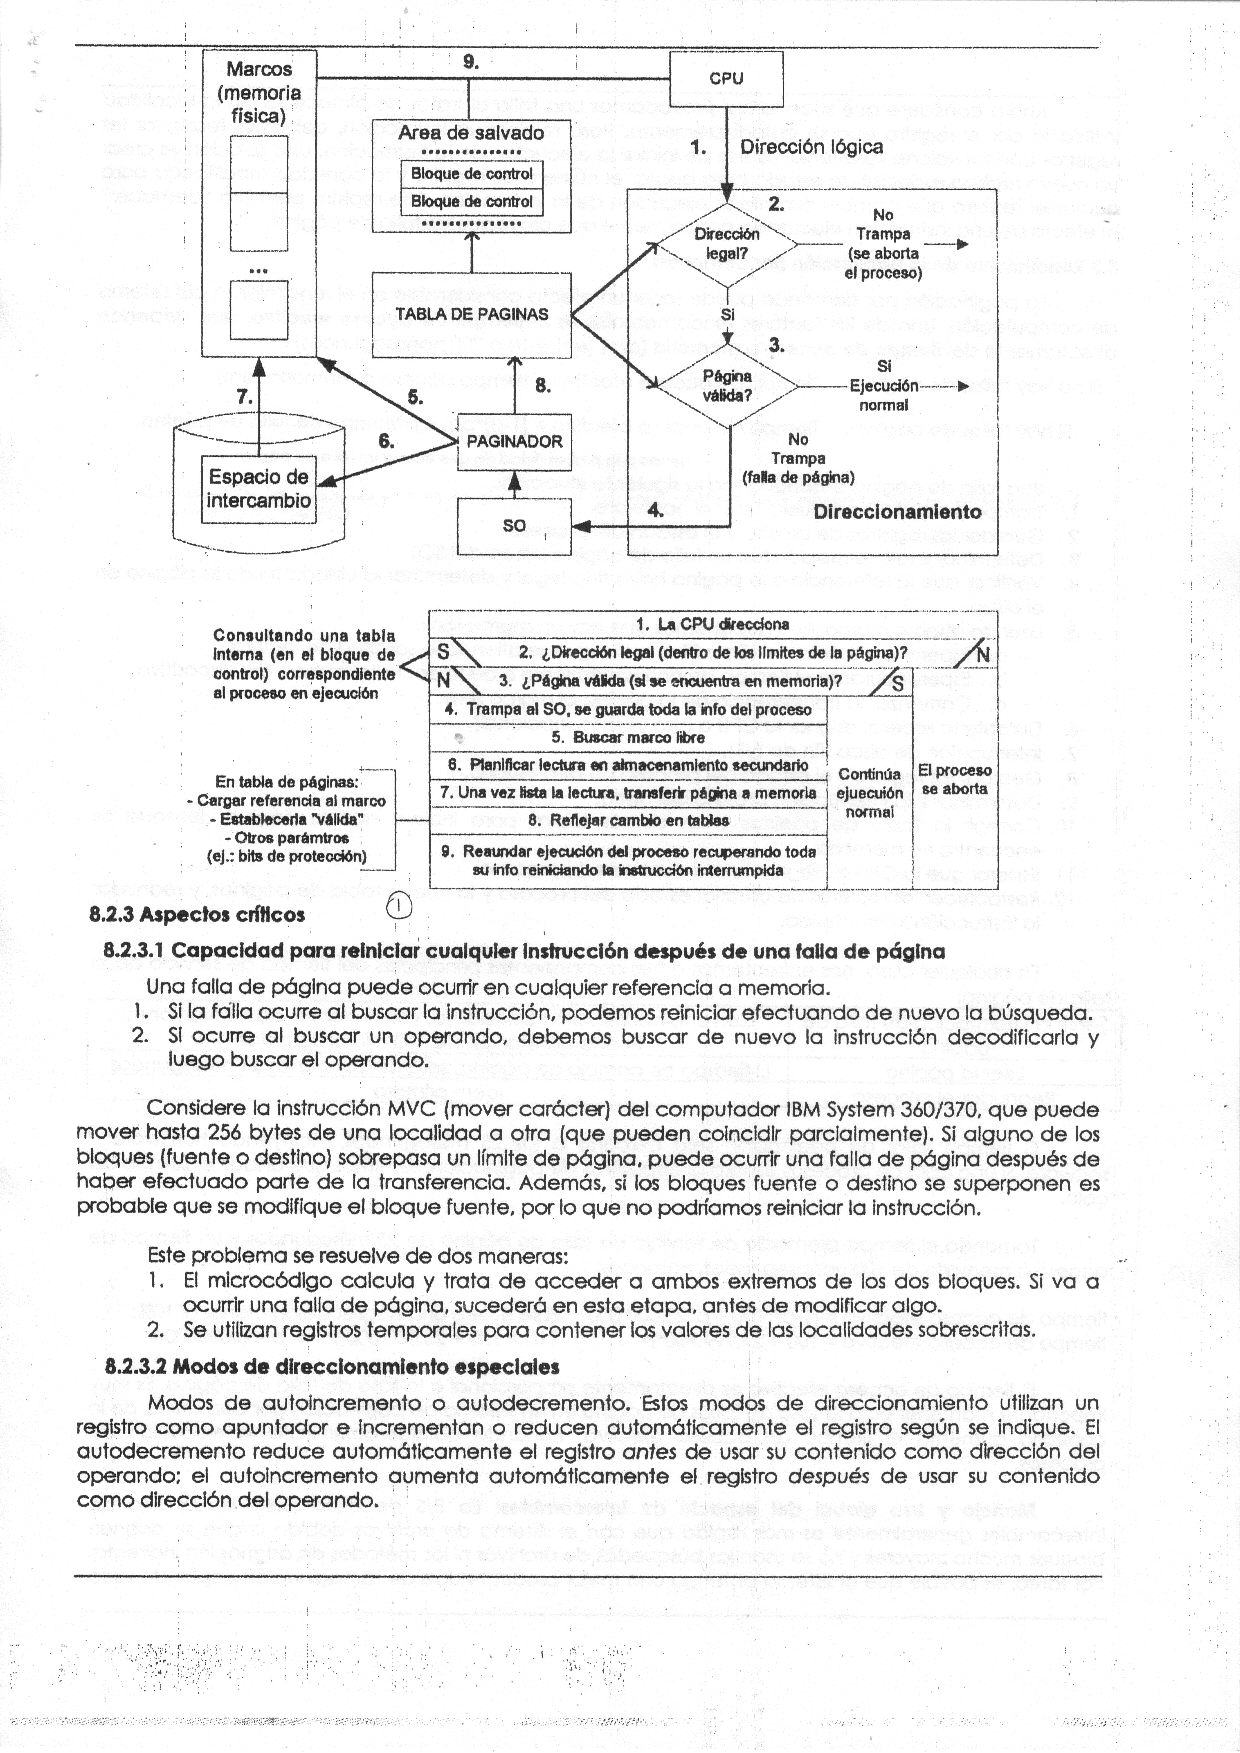 Marcos
(memoria
física)
...
9.
CPU
Area de salvado
Bloque de control
Bloque de control
1. Dirección lógica
2.
Dirección
legal?
No
Trampa
(se aborta
el proceso)
TABLA DE PAGINAS
Si
3.
Página
válida?
Si
Ejecución
normal
7.
5.
8.
6.
PAGINADOR
No
Trampa
(falla de página)
Espacio de
intercambio
SO
4.
Direccionamiento
Consultando una tabla
interna (en el bloque de
control) correspondiente
al proceso en ejecución
1. La CPU direcciona
S 2. ¿Dirección legal (dentro de los límites de la página)? N
N 3. ¿Página válida (si se encuentra en memoria)? S
4. Trampa al SO, se guarda toda la info del proceso
5. Buscar marco libre
6. Planificar lectura en almacenamiento secundario
7. Una vez lista la lectura, transferir página a memoria
8. Reflejar cambio en tablas
9. Reaundar ejecución del proceso recuperando toda
su info reiniciando la instrucción interrumpida
Continúa
ejuecuión
normal
El proceso
se aborta
En tabla de páginas:
- Cargar referencia al marco
- Establecerla "válida"
- Otros parámtros
(ej.: bits de protección)
8.2.3 Aspectos críticos
1
8.2.3.1 Capacidad para reiniciar cualquier instrucción después de una falla de página
Una falla de página puede ocurrir en cualquier referencia a memoria.
1. Si la falla ocurre al buscar la instrucción, podemos reiniciar efectuando de nuevo la búsqueda.
2. Si ocurre al buscar un operando, debemos buscar de nuevo la instrucción decodificarla y
luego buscar el operando.
Considere la instrucción MVC (mover carácter) del computador IBM System 360/370, que puede
mover hasta 256 bytes de una localidad a otra (que pueden coincidir parcialmente). Si alguno de los
bloques (fuente o destino) sobrepasa un límite de página, puede ocurrir una falla de página después de
haber efectuado parte de la transferencia. Además, si los bloques fuente o destino se superponen es
probable que se modifique el bloque fuente, por lo que no podríamos reiniciar la instrucción.
Este problema se resuelve de dos maneras:
1. El microcódigo calcula y trata de acceder a ambos extremos de los dos bloques. Si va a
ocurrir una falla de página, sucederá en esta etapa, antes de modificar algo.
2. Se utilizan registros temporales para contener los valores de las localidades sobrescritas.
8.2.3.2 Modos de direccionamiento especiales
Modos de autoincremento o autodecremento. Estos modos de direccionamiento utilizan un
registro como apuntador e incrementan o reducen automáticamente el registro según se indique. El
autodecremento reduce automáticamente el registro antes de usar su contenido como dirección del
operando; el autoincremento aumenta automáticamente el registro después de usar su contenido
como dirección del operando.